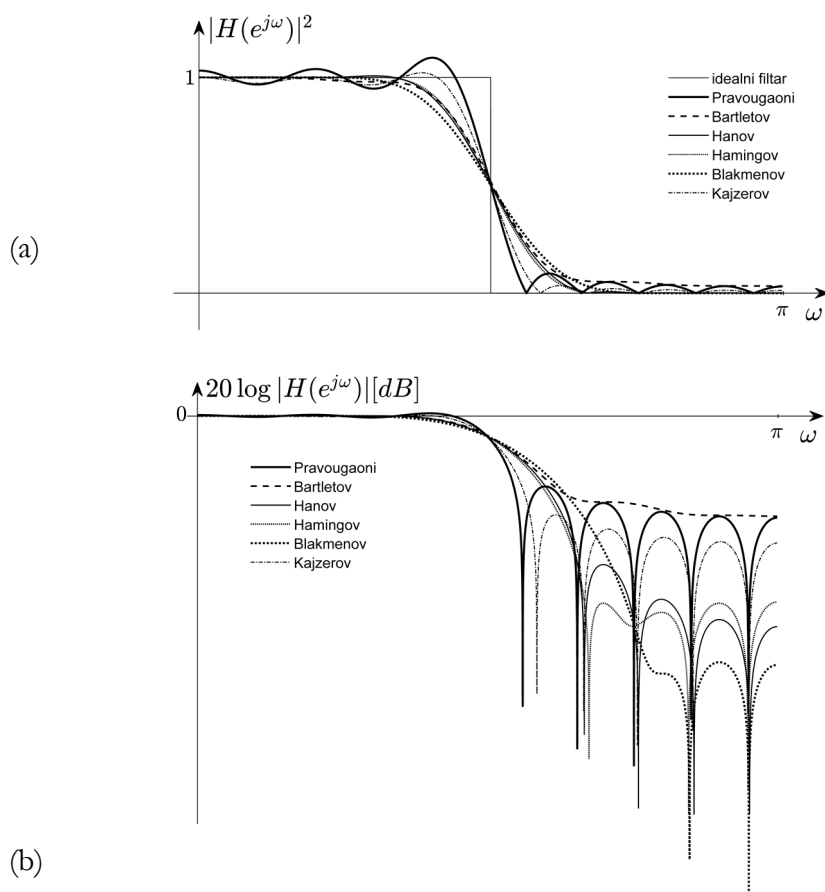 |H(e^{jω})|²
1
idealni filtar
Pravougaoni
Bartletov
Hanov
Hamingov
Blakmenov
Kajzerov
(a)
π
ω
20 log |H(e^{jω})|[dB]
0
π
ω
Pravougaoni
Bartletov
Hanov
Hamingov
Blakmenov
Kajzerov
(b)